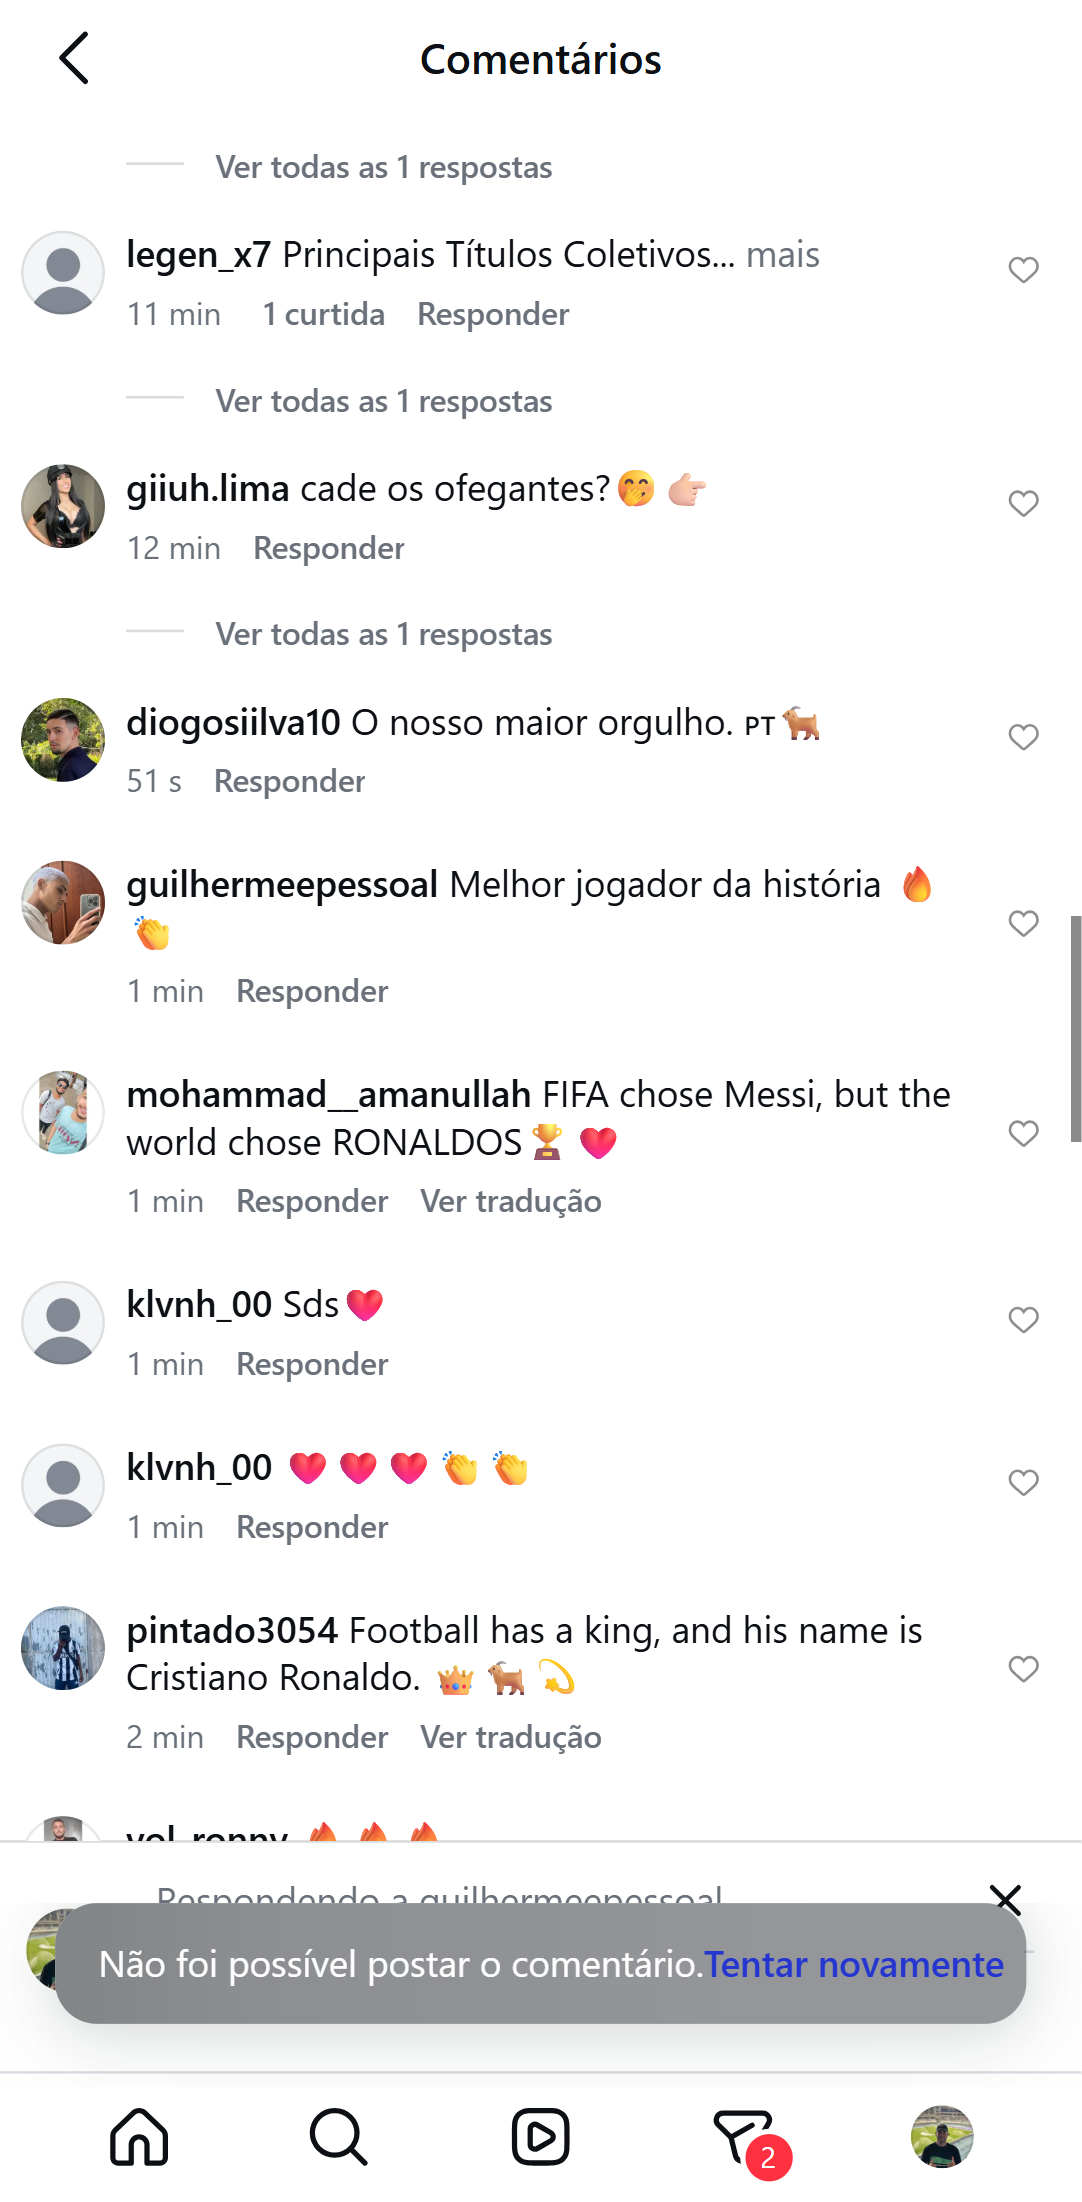 Comentários
Ver todas as 1 respostas
legen_x7 Principais Títulos Coletivos... mais
11 min 1 curtida Responder
Ver todas as 1 respostas
giiuh.lima cade os ofegantes?🤭🫱
12 min Responder
Ver todas as 1 respostas
diogosiilva10 O nosso maior orgulho. PT🐐
51 s Responder
guilhermeepessoal Melhor jogador da história 🔥
👏
1 min Responder
mohammad__amanullah FIFA chose Messi, but the
world chose RONALDOS🏆❤️
1 min Responder Ver tradução
klvnh_00 Sds❤️
1 min Responder
klvnh_00 ❤️❤️❤️👏👏
1 min Responder
pintado3054 Football has a king, and his name is
Cristiano Ronaldo. 👑🐐💫
2 min Responder Ver tradução
Respondendo a guilhermeepessoal
Não foi possível postar o comentário.Tentar novamente
2